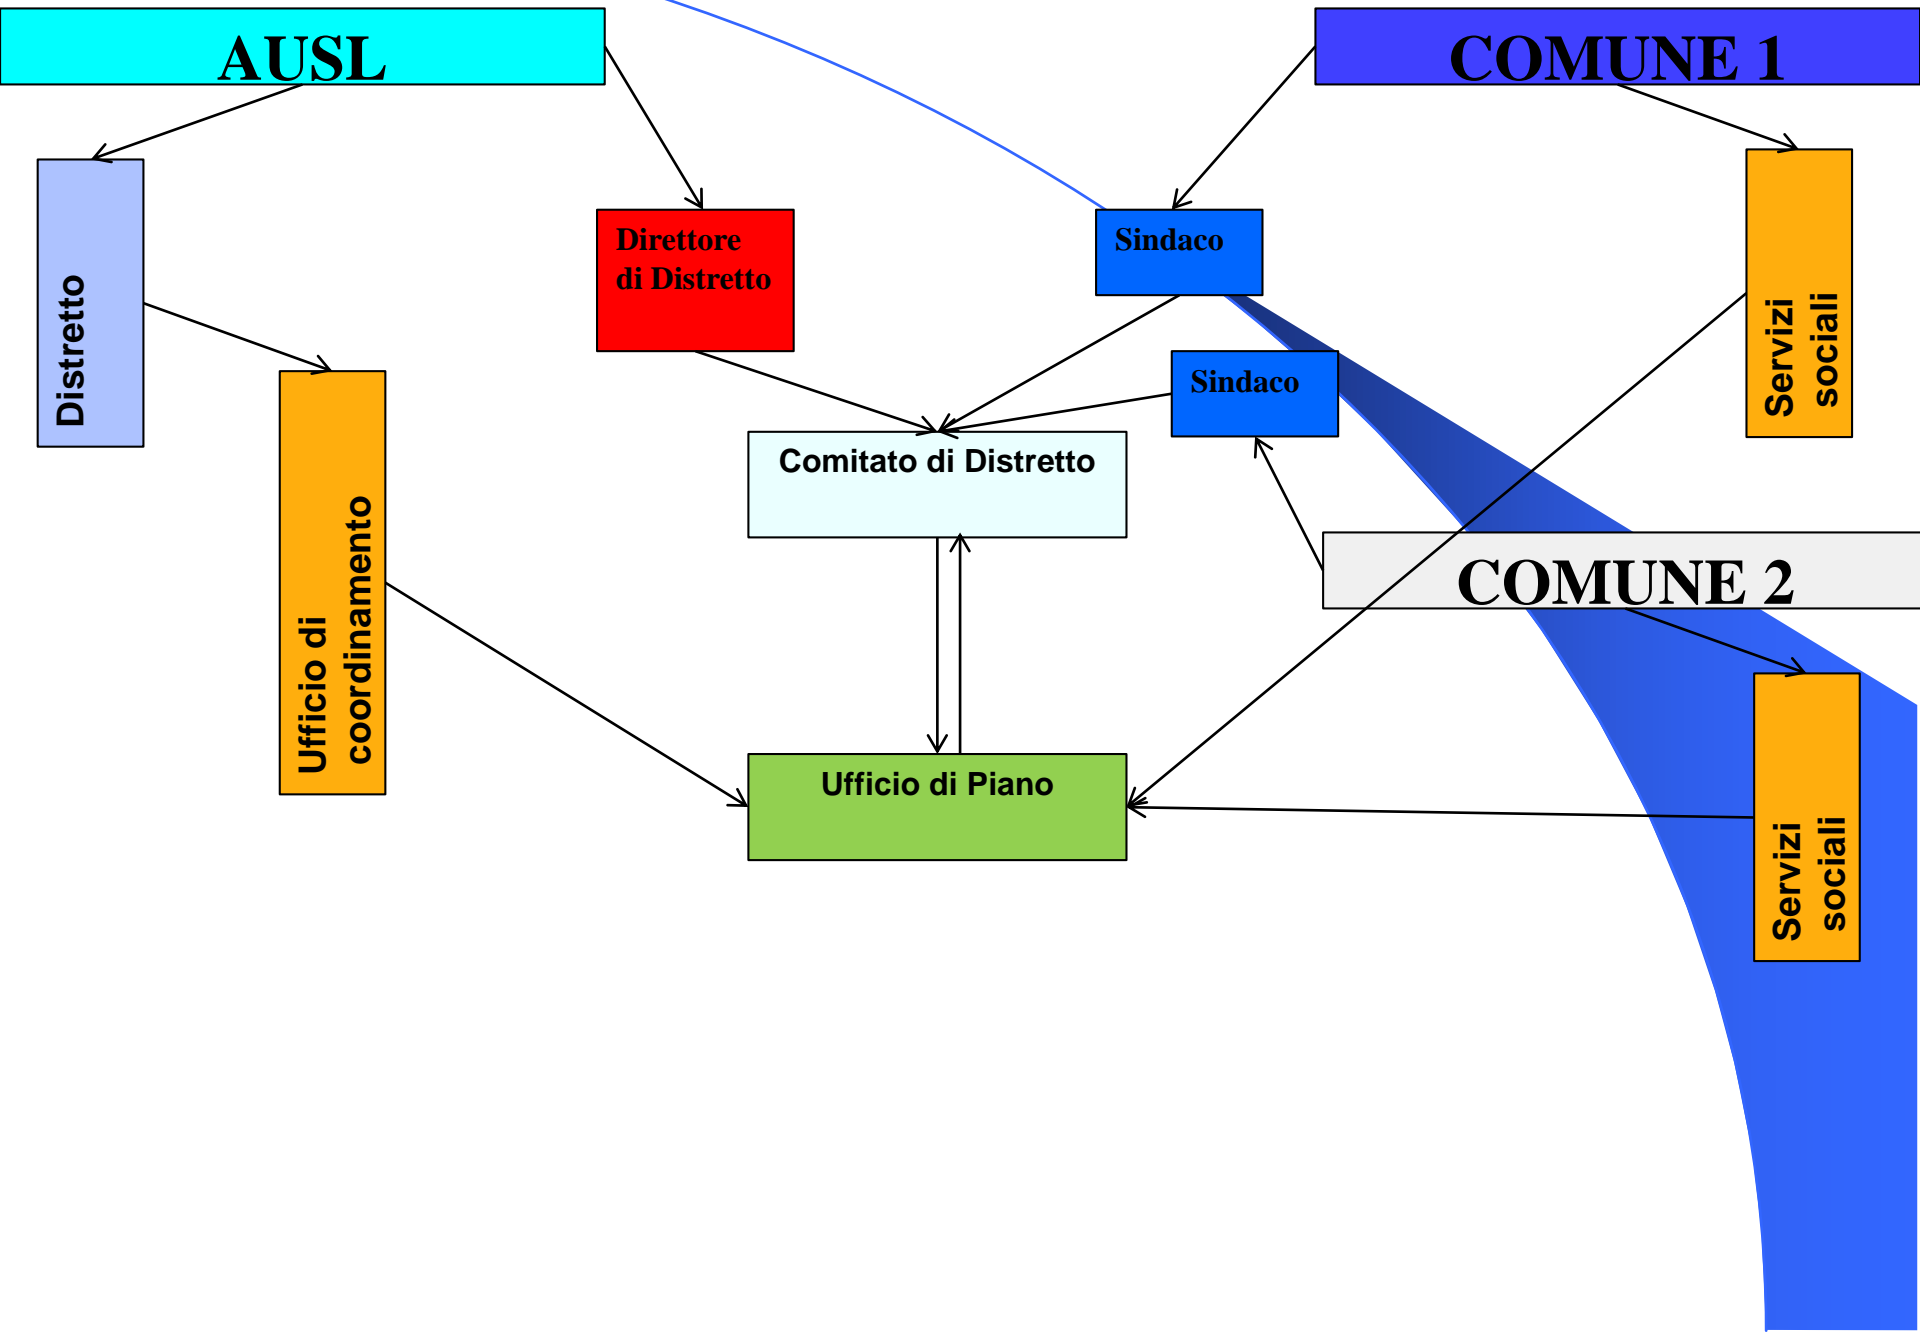 AUSL
COMUNE 1
Distretto
Direttore
di Distretto
Sindaco
Servizi
sociali
Sindaco
Ufficio di
coordinamento
Comitato di Distretto
COMUNE 2
Ufficio di Piano
Servizi
sociali